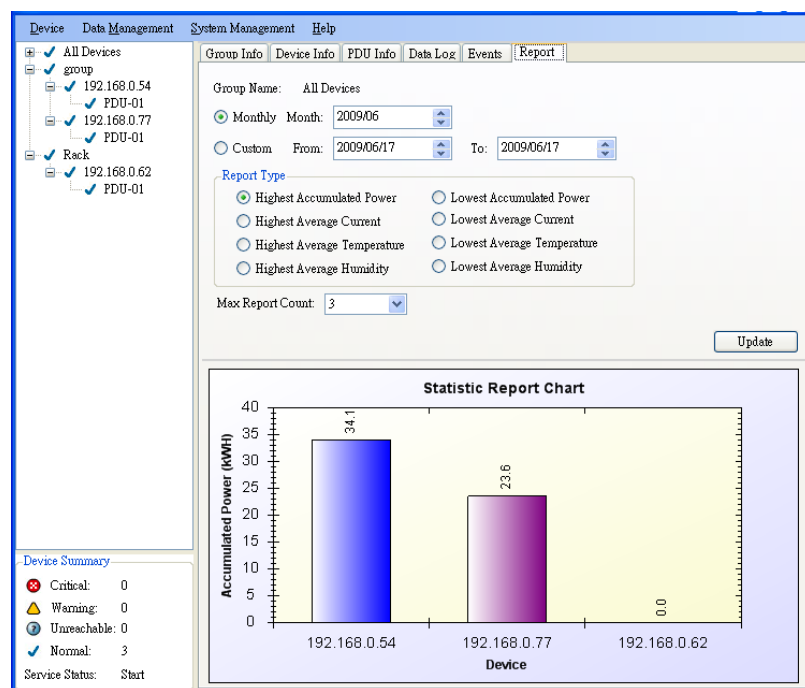 Device Data Management System Management Help
All Devices
group
192.168.0.54
PDU-01
192.168.0.77
PDU-01
Rack
192.168.0.62
PDU-01
Group Info Device Info PDU Info Data Log Events Report
Group Name: All Devices
Monthly Month: 2009/06
Custom From: 2009/06/17 To: 2009/06/17
Report Type
Highest Accumulated Power Lowest Accumulated Power
Highest Average Current Lowest Average Current
Highest Average Temperature Lowest Average Temperature
Highest Average Humidity Lowest Average Humidity
Max Report Count: 3
Update
Statistic Report Chart
Accumulated Power (kWH)
40
35
30
25
20
15
10
5
0
34.1
23.6
0.0
192.168.0.54 192.168.0.77 192.168.0.62
Device
Device Summary
Critical: 0
Warning: 0
Unreachable: 0
Normal: 3
Service Status: Start